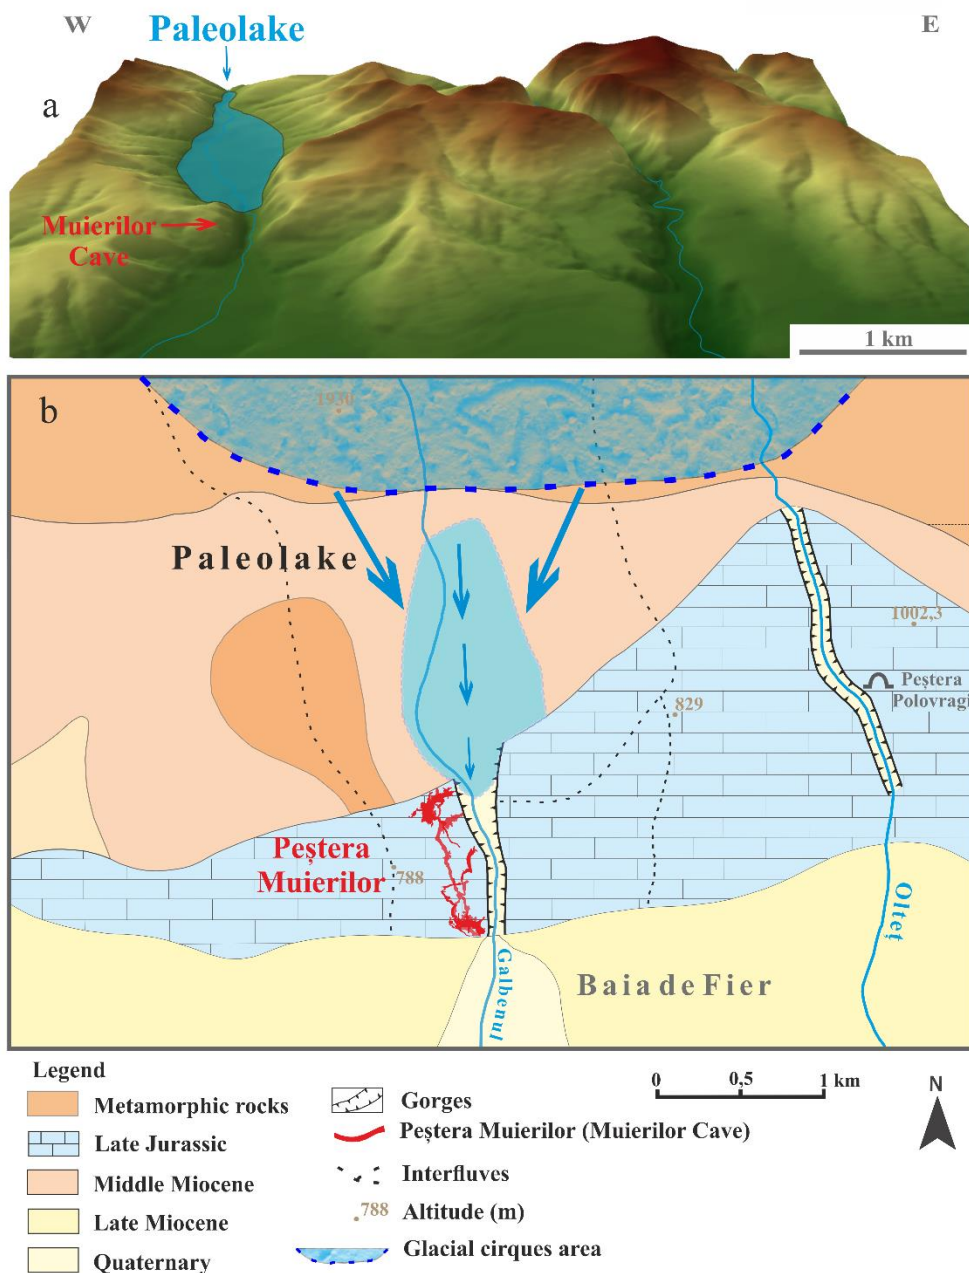 W
E
Paleolake
a
Muierilor
Cave
1 km
b
1930
Paleolake
1002,3
Peștera
Polovragi
829
Peștera
Muierilor
788
Olteț
Galbenul
Baia de Fier
Legend
Metamorphic rocks
Late Jurassic
Middle Miocene
Late Miocene
Quaternary
Gorges
Peștera Muierilor (Muierilor Cave)
Interfluves
788
Altitude (m)
Glacial cirques area
0
0,5
1 km
N